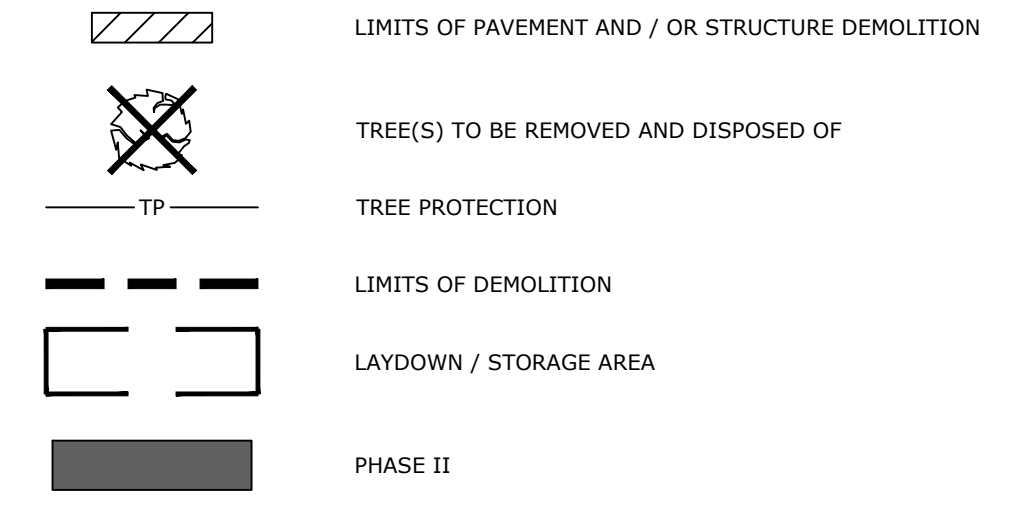 LIMITS OF PAVEMENT AND / OR STRUCTURE DEMOLITION
TREE(S) TO BE REMOVED AND DISPOSED OF
TP TREE PROTECTION
LIMITS OF DEMOLITION
LAYDOWN / STORAGE AREA
PHASE II